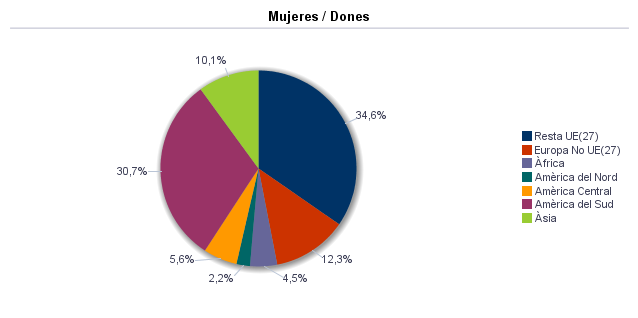 Mujeres / Dones
10,1%
34,6%
30,7%
5,6%
2,2%
4,5%
12,3%
Resta UE(27)
Europa No UE(27)
Àfrica
Amèrica del Nord
Amèrica Central
Amèrica del Sud
Àsia